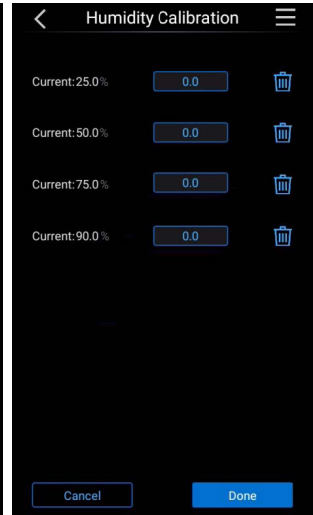 Humidity Calibration
Current:25.0% 0.0
Current:50.0% 0.0
Current:75.0% 0.0
Current:90.0% 0.0
Cancel Done